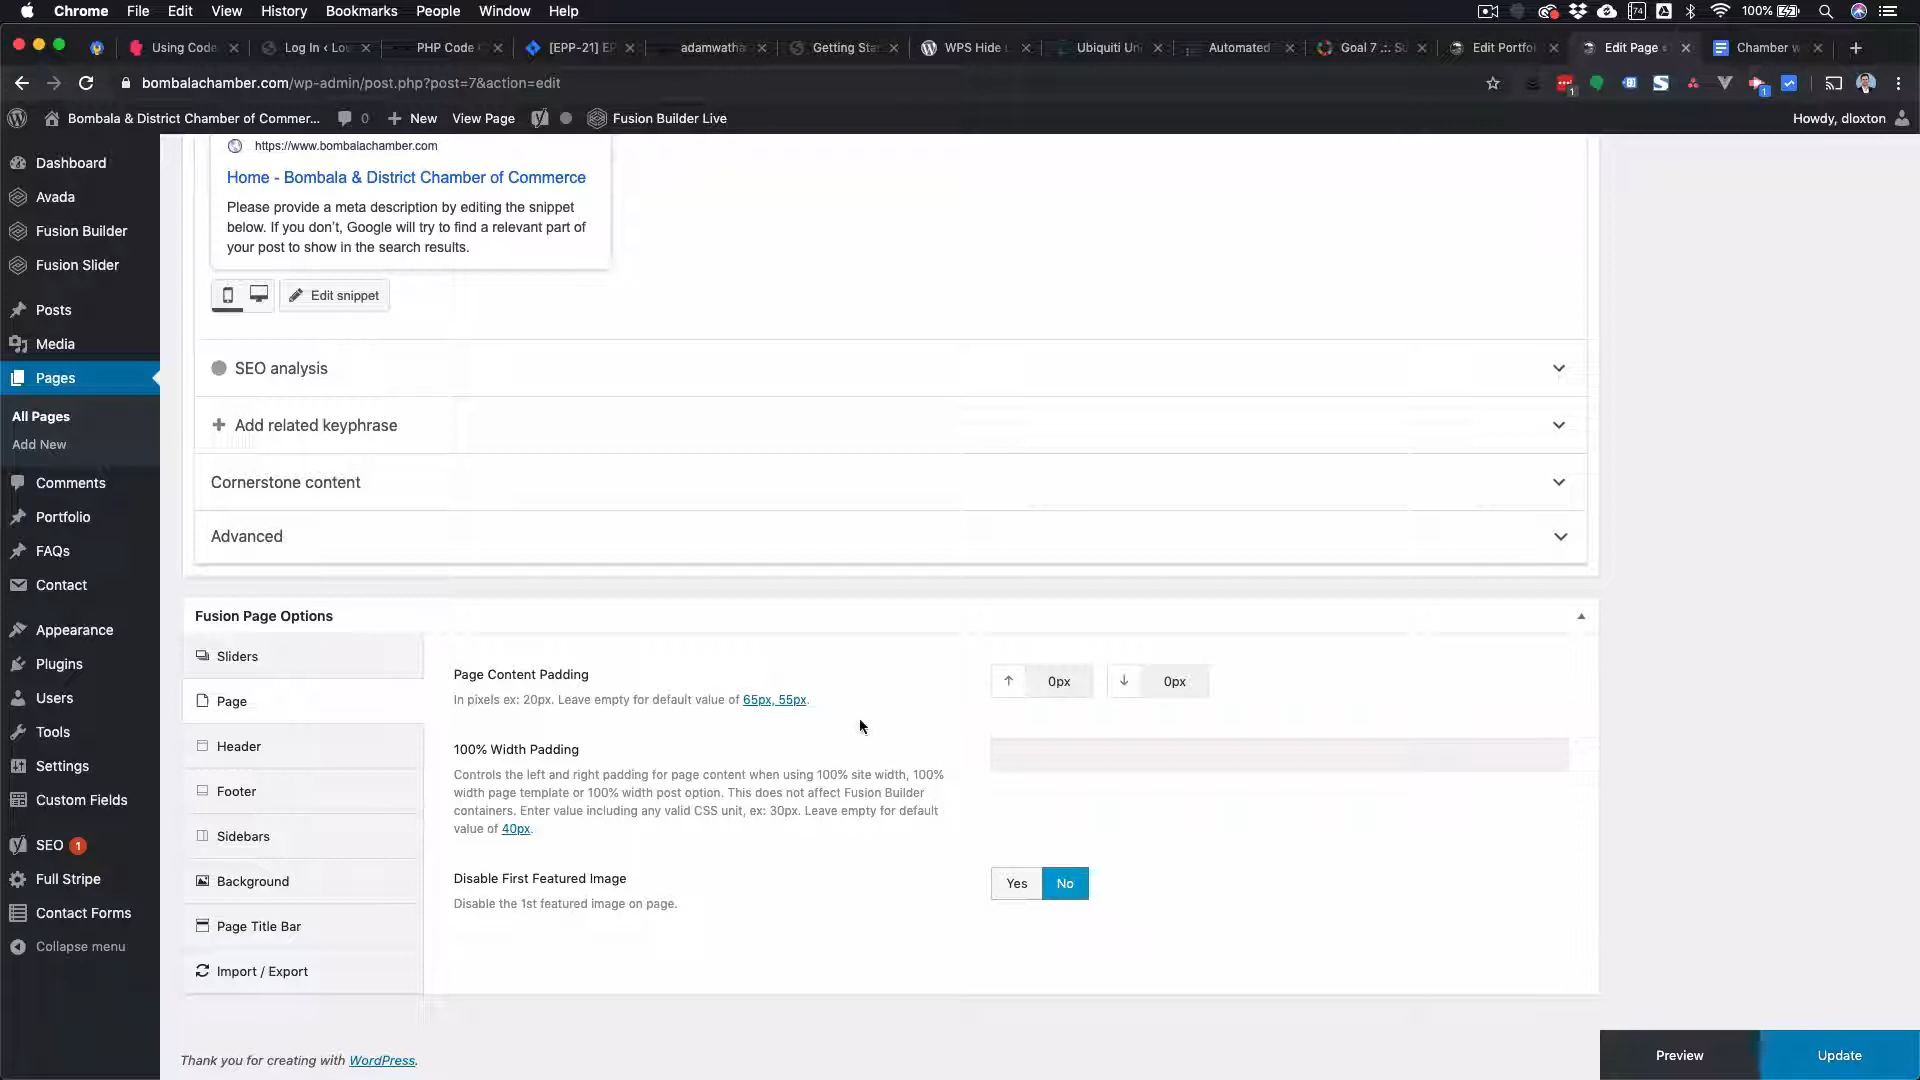 Chrome File Edit View History Bookmarks People Window Help 74 100%
Using Code Log In ‹ Lo PHP Code [EPP-21] EP adamwatha Getting Sta WPS Hide Ubiquiti Un Automated Goal 7 .:. Su Edit Portfo Edit Page Chamber w
bombalachamber.com/wp-admin/post.php?post=7&action=edit 1 1
Bombala & District Chamber of Commer... 0 New View Page Fusion Builder Live Howdy, dloxton
Dashboard
Avada
Fusion Builder
Fusion Slider
Posts
Media
Pages
All Pages
Add New
Comments
Portfolio
FAQs
Contact
Appearance
Plugins
Users
Tools
Settings
Custom Fields
SEO 1
Full Stripe
Contact Forms
Collapse menu
https://www.bombalachamber.com
Home - Bombala & District Chamber of Commerce
Please provide a meta description by editing the snippet
below. If you don't, Google will try to find a relevant part of
your post to show in the search results.
Edit snippet
SEO analysis
Add related keyphrase
Cornerstone content
Advanced
Fusion Page Options
Sliders
Page
Header
Footer
Sidebars
Background
Page Title Bar
Import / Export
Page Content Padding
In pixels ex: 20px. Leave empty for default value of 65px, 55px.
0px 0px
100% Width Padding
Controls the left and right padding for page content when using 100% site width, 100%
width page template or 100% width post option. This does not affect Fusion Builder
containers. Enter value including any valid CSS unit, ex: 30px. Leave empty for default
value of 40px.
Disable First Featured Image
Disable the 1st featured image on page.
Yes No
Thank you for creating with WordPress.
Preview Update